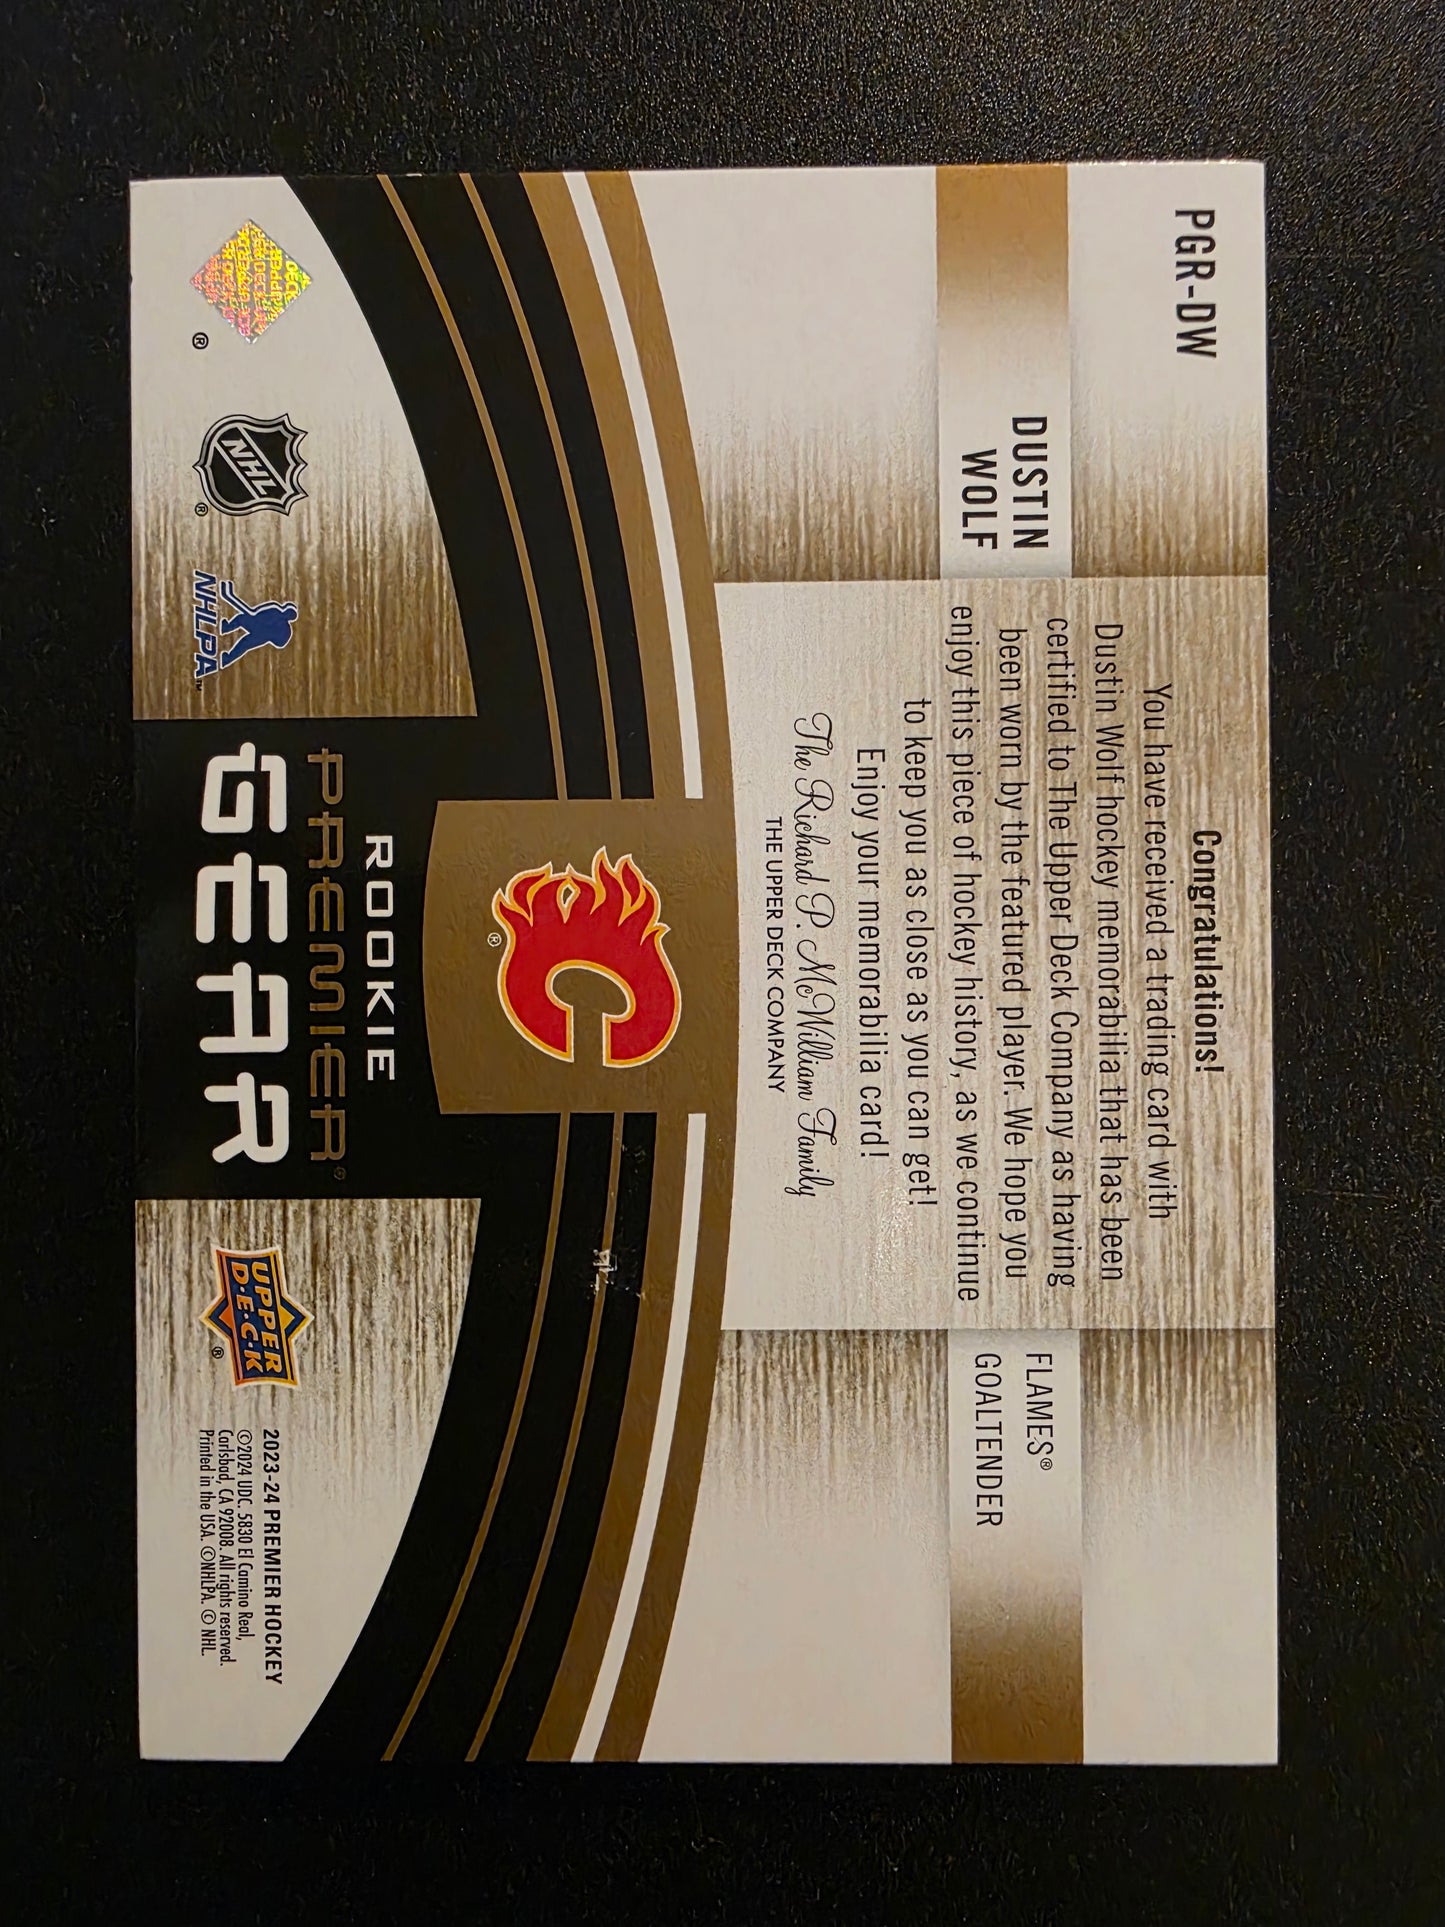 PGR-DW
DUSTIN
WOLF
Congratulations!
You have received a trading card with
Dustin Wolf hockey memorabilia that has been
certified to The Upper Deck Company as having
been worn by the featured player. We hope you
enjoy this piece of hockey history, as we continue
to keep you as close as you can get!
Enjoy your memorabilia card!
The Richard P. McWilliam Family
THE UPPER DECK COMPANY
FLAMES®
GOALTENDER
C
®
ROOKIE
PREMIER®
GEAR
®
NHL
®
NHLPA™
UPPER
D·E·C·K
®
2023-24 PREMIER HOCKEY
©2024 UDC. 5830 El Camino Real,
Carlsbad, CA 92008. All rights reserved.
Printed in the USA. ©NHLPA. © NHL.